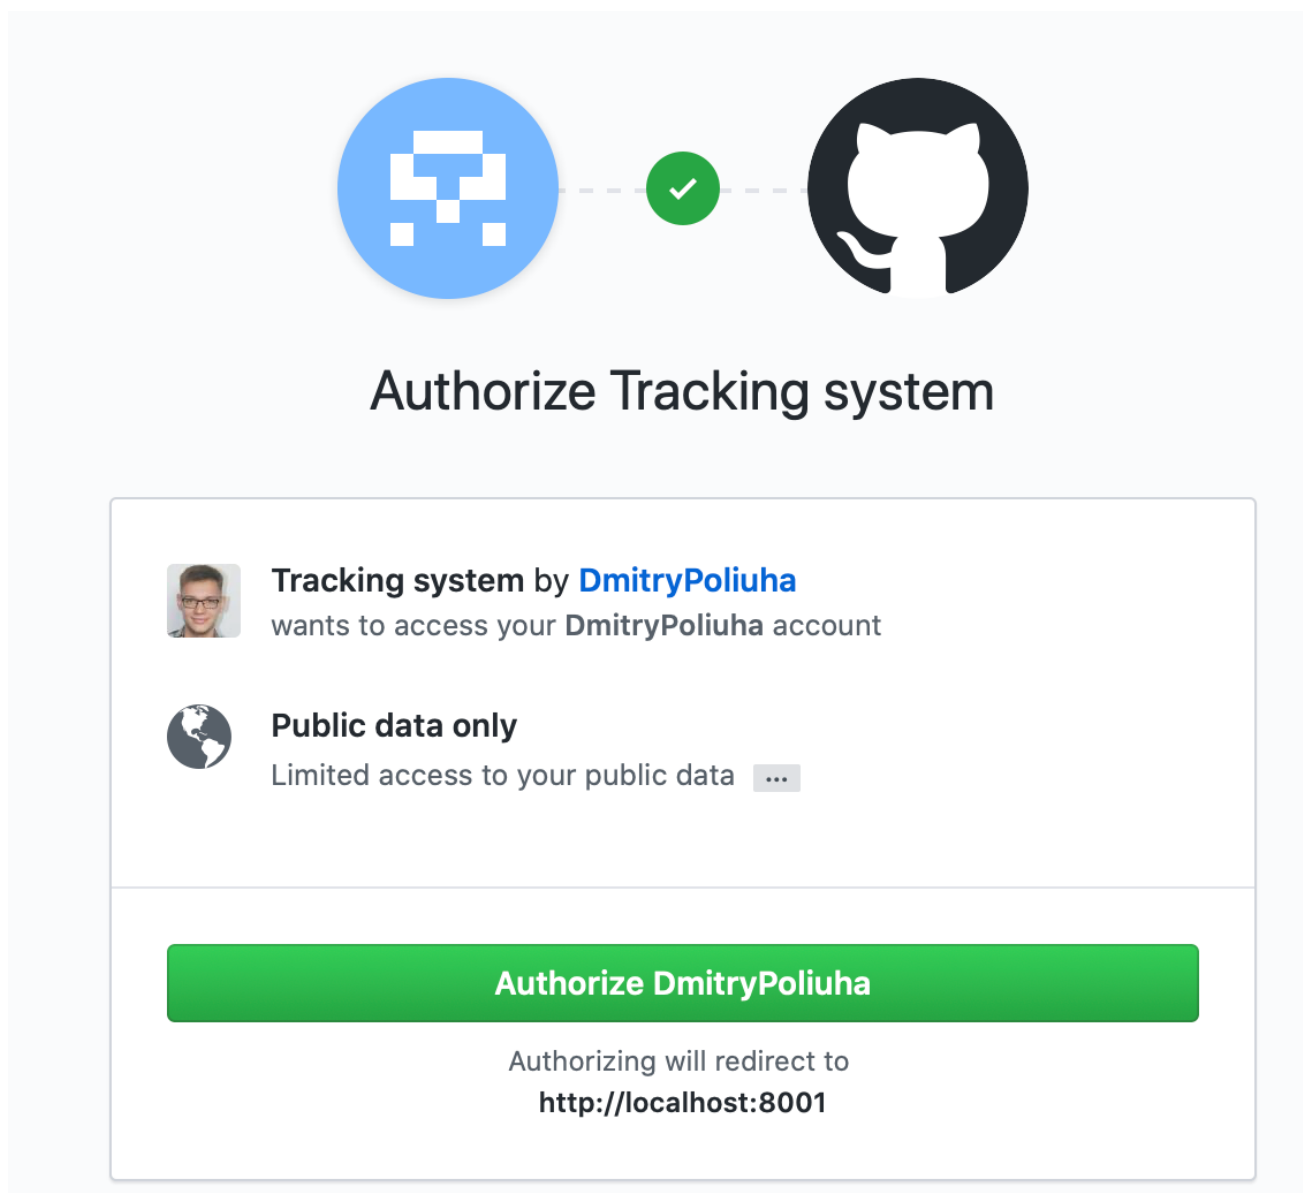 Authorize Tracking system
Tracking system by DmitryPoliuha
wants to access your DmitryPoliuha account
Public data only
Limited access to your public data ...
Authorize DmitryPoliuha
Authorizing will redirect to
http://localhost:8001